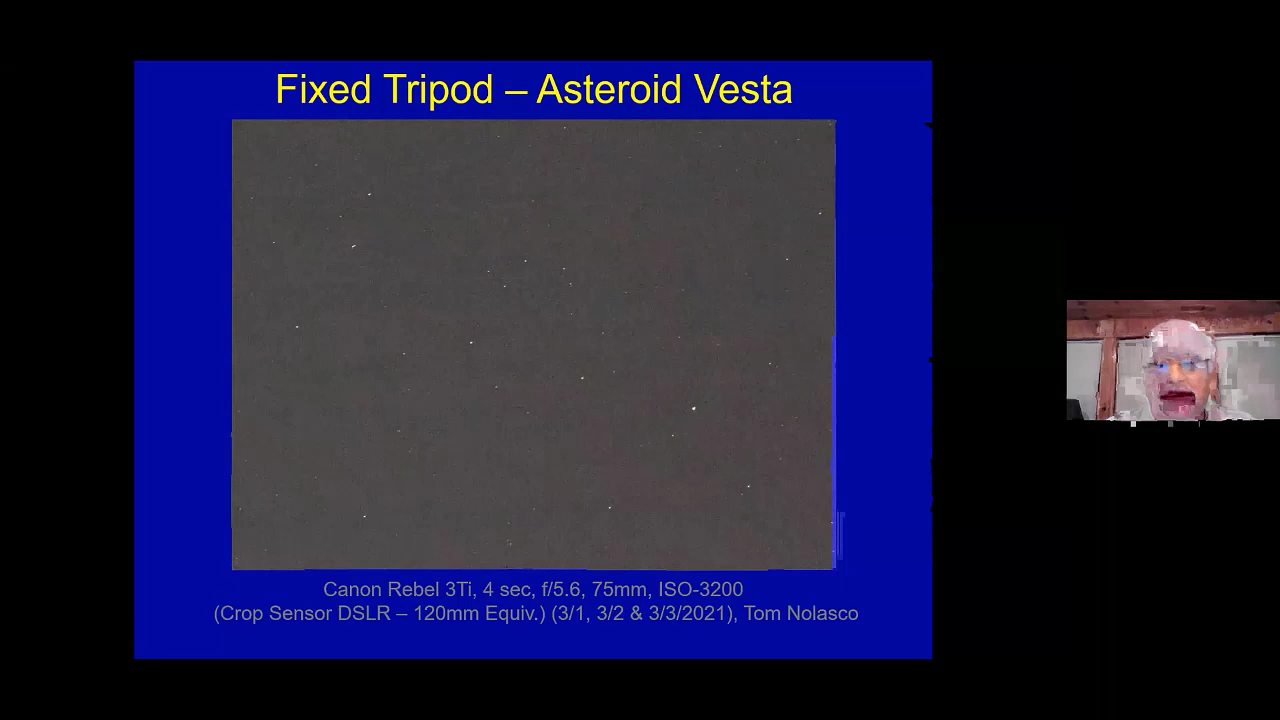 Fixed Tripod – Asteroid Vesta
Canon Rebel 3Ti, 4 sec, f/5.6, 75mm, ISO-3200
(Crop Sensor DSLR – 120mm Equiv.) (3/1, 3/2 & 3/3/2021), Tom Nolasco